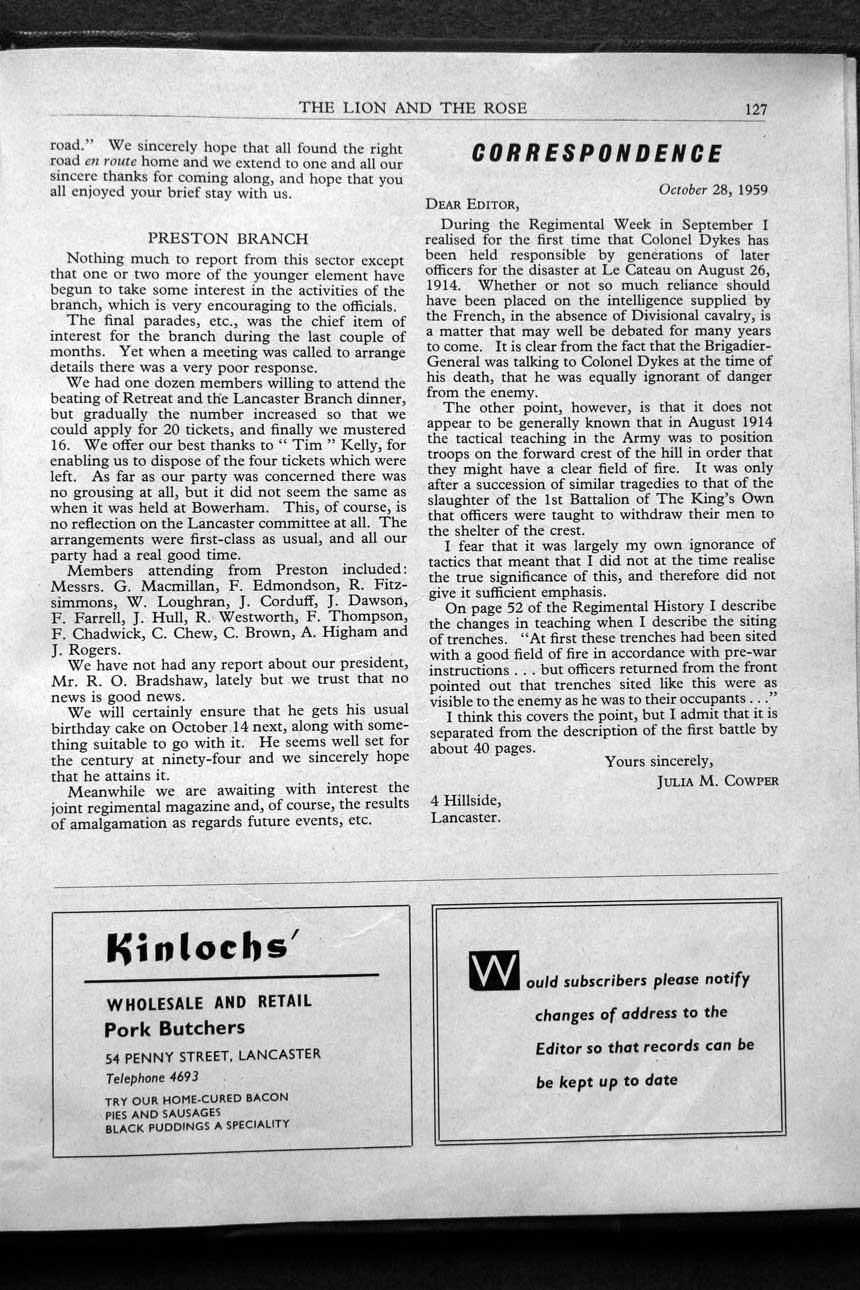 THE LION AND THE ROSE
127
road." We sincerely hope that all found the right
road en route home and we extend to one and all our
sincere thanks for coming along, and hope that you
all enjoyed your brief stay with us.
PRESTON BRANCH
Nothing much to report from this sector except
that one or two more of the younger element have
begun to take some interest in the activities of the
branch, which is very encouraging to the officials.
The final parades, etc., was the chief item of
interest for the branch during the last couple of
months. Yet when a meeting was called to arrange
details there was a very poor response.
We had one dozen members willing to attend the
beating of Retreat and the Lancaster Branch dinner,
but gradually the number increased so that we
could apply for 20 tickets, and finally we mustered
16. We offer our best thanks to " Tim " Kelly, for
enabling us to dispose of the four tickets which were
left. As far as our party was concerned there was
no grousing at all, but it did not seem the same as
when it was held at Bowerham. This, of course, is
no reflection on the Lancaster committee at all. The
arrangements were first-class as usual, and all our
party had a real good time.
Members attending from Preston included:
Messrs. G. Macmillan, F. Edmondson, R. Fitz-
simmons, W. Loughran, J. Corduff, J. Dawson,
F. Farrell, J. Hull, R. Westworth, F. Thompson,
F. Chadwick, C. Chew, C. Brown, A. Higham and
J. Rogers.
We have not had any report about our president,
Mr. R. O. Bradshaw, lately but we trust that no
news is good news.
We will certainly ensure that he gets his usual
birthday cake on October 14 next, along with some-
thing suitable to go with it. He seems well set for
the century at ninety-four and we sincerely hope
that he attains it.
Meanwhile we are awaiting with interest the
joint regimental magazine and, of course, the results
of amalgamation as regards future events, etc.
CORRESPONDENCE
October 28, 1959
DEAR EDITOR,
During the Regimental Week in September I
realised for the first time that Colonel Dykes has
been held responsible by generations of later
officers for the disaster at Le Cateau on August 26,
1914. Whether or not so much reliance should
have been placed on the intelligence supplied by
the French, in the absence of Divisional cavalry, is
a matter that may well be debated for many years
to come. It is clear from the fact that the Brigadier-
General was talking to Colonel Dykes at the time of
his death, that he was equally ignorant of danger
from the enemy.
The other point, however, is that it does not
appear to be generally known that in August 1914
the tactical teaching in the Army was to position
troops on the forward crest of the hill in order that
they might have a clear field of fire. It was only
after a succession of similar tragedies to that of the
slaughter of the 1st Battalion of The King's Own
that officers were taught to withdraw their men to
the shelter of the crest.
I fear that it was largely my own ignorance of
tactics that meant that I did not at the time realise
the true significance of this, and therefore did not
give it sufficient emphasis.
On page 52 of the Regimental History I describe
the changes in teaching when I describe the siting
of trenches. "At first these trenches had been sited
with a good field of fire in accordance with pre-war
instructions . . . but officers returned from the front
pointed out that trenches sited like this were as
visible to the enemy as he was to their occupants . . ."
I think this covers the point, but I admit that it is
separated from the description of the first battle by
about 40 pages.
Yours sincerely,
JULIA M. COWPER
4 Hillside,
Lancaster.
Kinlochs'
WHOLESALE AND RETAIL
Pork Butchers
54 PENNY STREET, LANCASTER
Telephone 4693
TRY OUR HOME-CURED BACON
PIES AND SAUSAGES
BLACK PUDDINGS A SPECIALITY
Would subscribers please notify
changes of address to the
Editor so that records can be
be kept up to date